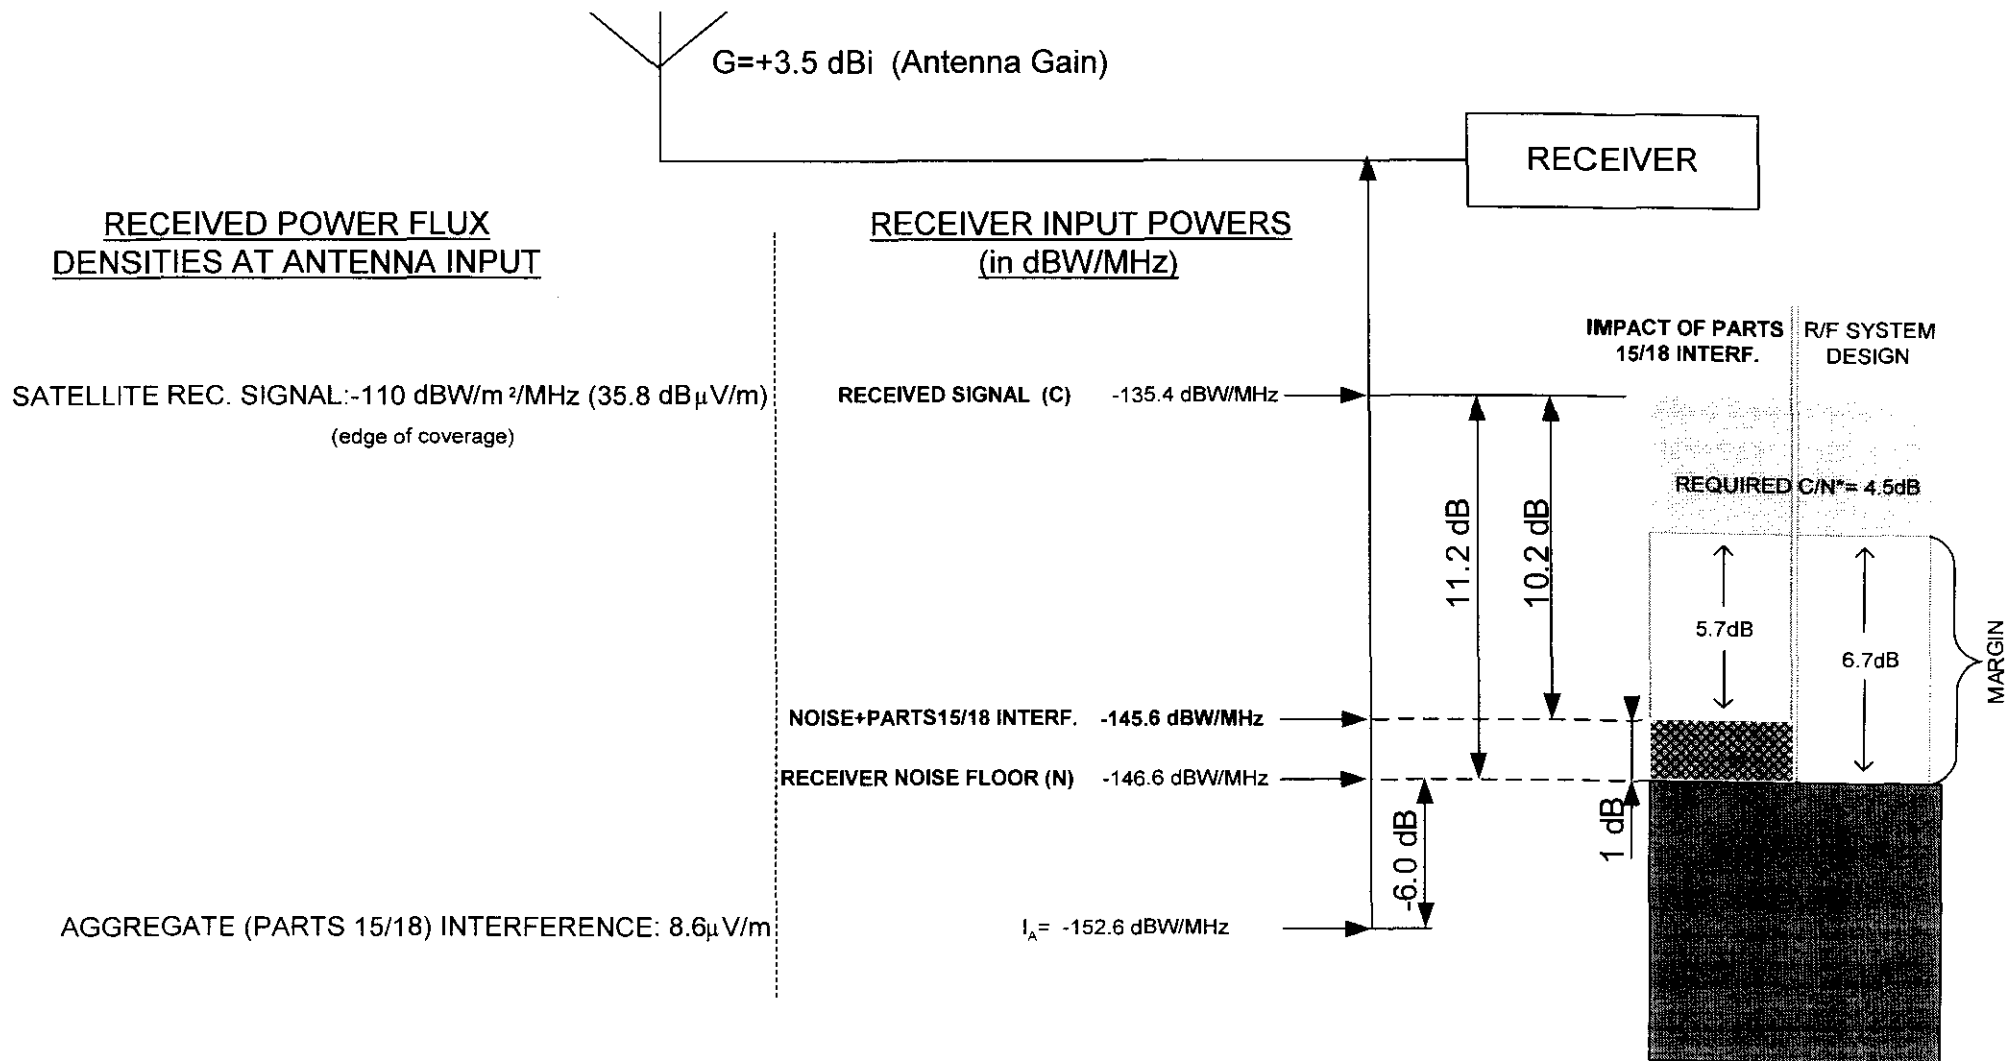 G=+3.5 dBi (Antenna Gain)
RECEIVER
RECEIVED POWER FLUX
DENSITIES AT ANTENNA INPUT
RECEIVER INPUT POWERS
(in dBW/MHz)
IMPACT OF PARTS
15/18 INTERF.
R/F SYSTEM
DESIGN
SATELLITE REC. SIGNAL:-110 dBW/m²/MHz (35.8 dBµV/m)
(edge of coverage)
RECEIVED SIGNAL (C) -135.4 dBW/MHz
REQUIRED C/N*= 4.5dB
11.2 dB
10.2 dB
5.7dB
6.7dB
MARGIN
NOISE+PARTS15/18 INTERF. -145.6 dBW/MHz
RECEIVER NOISE FLOOR (N) -146.6 dBW/MHz
1 dB
-6.0 dB
AGGREGATE (PARTS 15/18) INTERFERENCE: 8.6µV/m
I_A= -152.6 dBW/MHz